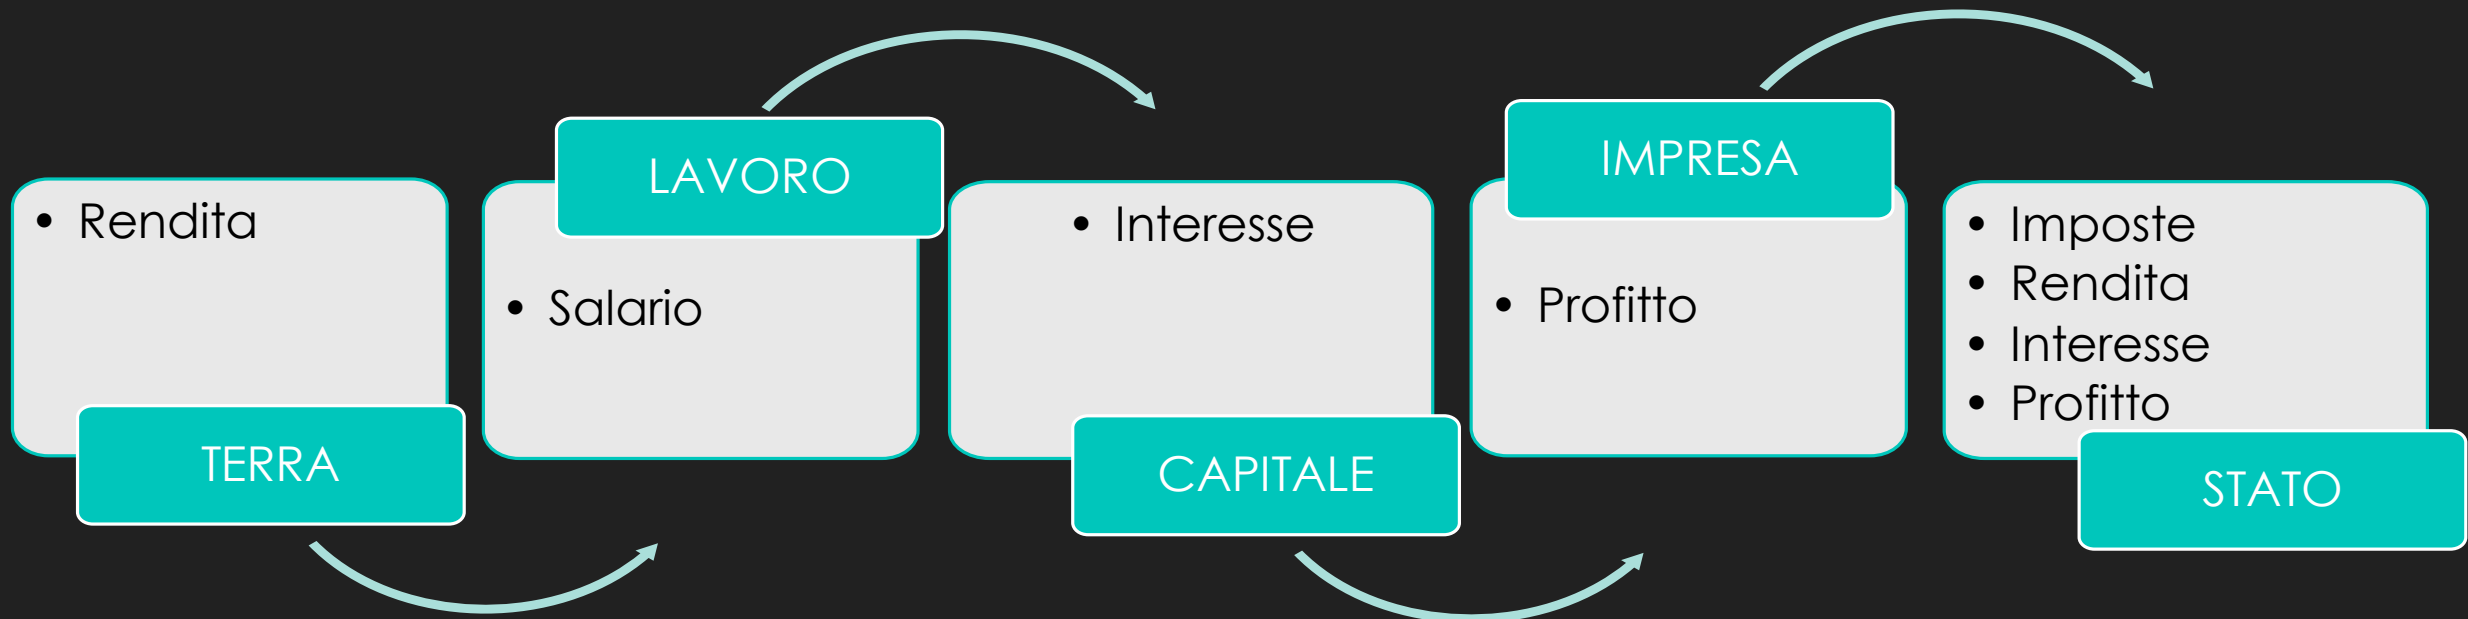 • Rendita
TERRA
LAVORO
• Salario
• Interesse
CAPITALE
IMPRESA
• Profitto
• Imposte
• Rendita
• Interesse
• Profitto
STATO